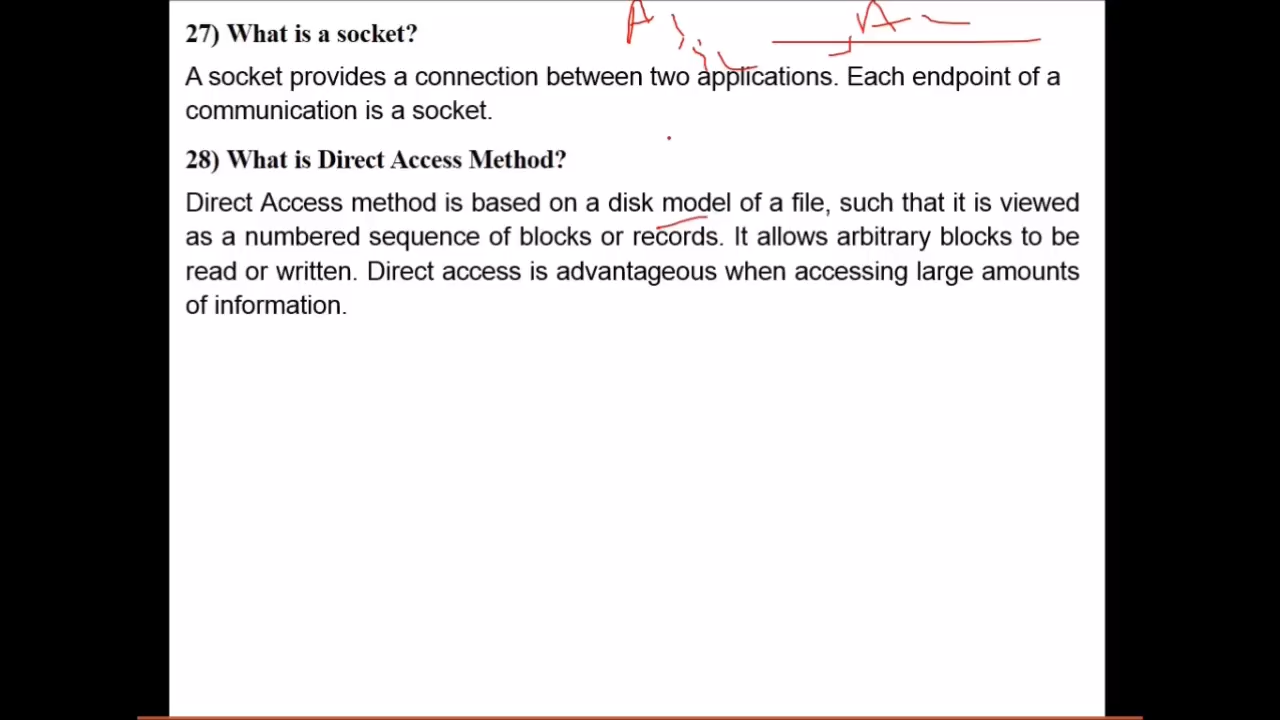 27) What is a socket?
A socket provides a connection between two applications. Each endpoint of a
communication is a socket.
28) What is Direct Access Method?
Direct Access method is based on a disk model of a file, such that it is viewed
as a numbered sequence of blocks or records. It allows arbitrary blocks to be
read or written. Direct access is advantageous when accessing large amounts
of information.